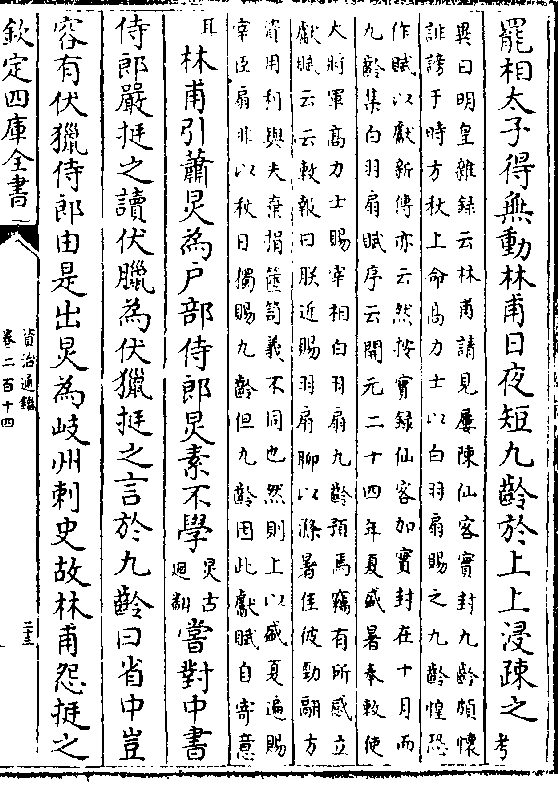 罷相太子得無動林甫日夜短九齡於上上浸疎之考
異曰明皇雜錄云林甫請見屢陳仙客實封九齡頗懷
誹謗于時方秋上命高力士以白羽扇賜之九齡惶恐
作賦以獻新傳亦云然按實錄仙客加實封在十月而
九齡集白羽扇賦序云開元二十四年夏盛暑奉敕使
大將軍高力士賜宰相白羽扇九齡預焉竊有所感立
獻賦云云敕報曰朕近賜羽扇聊以滌暑佳彼勁翮方
資用利與夫棄捐篋笥義不同也然則上以盛夏遍賜
宰臣扇非以秋日獨賜九齡但九齡因此獻賦自寄意
耳林甫引蕭炅為戶部侍郎炅素不學炅古迥翻嘗對中書
侍郎嚴挺之讀伏臘為伏獵挺之言於九齡曰省中豈
容有伏獵侍郎由是出炅為岐州刺史故林甫怨挺之
欽定四庫全書
資治通鑑
卷二百十四
二十三